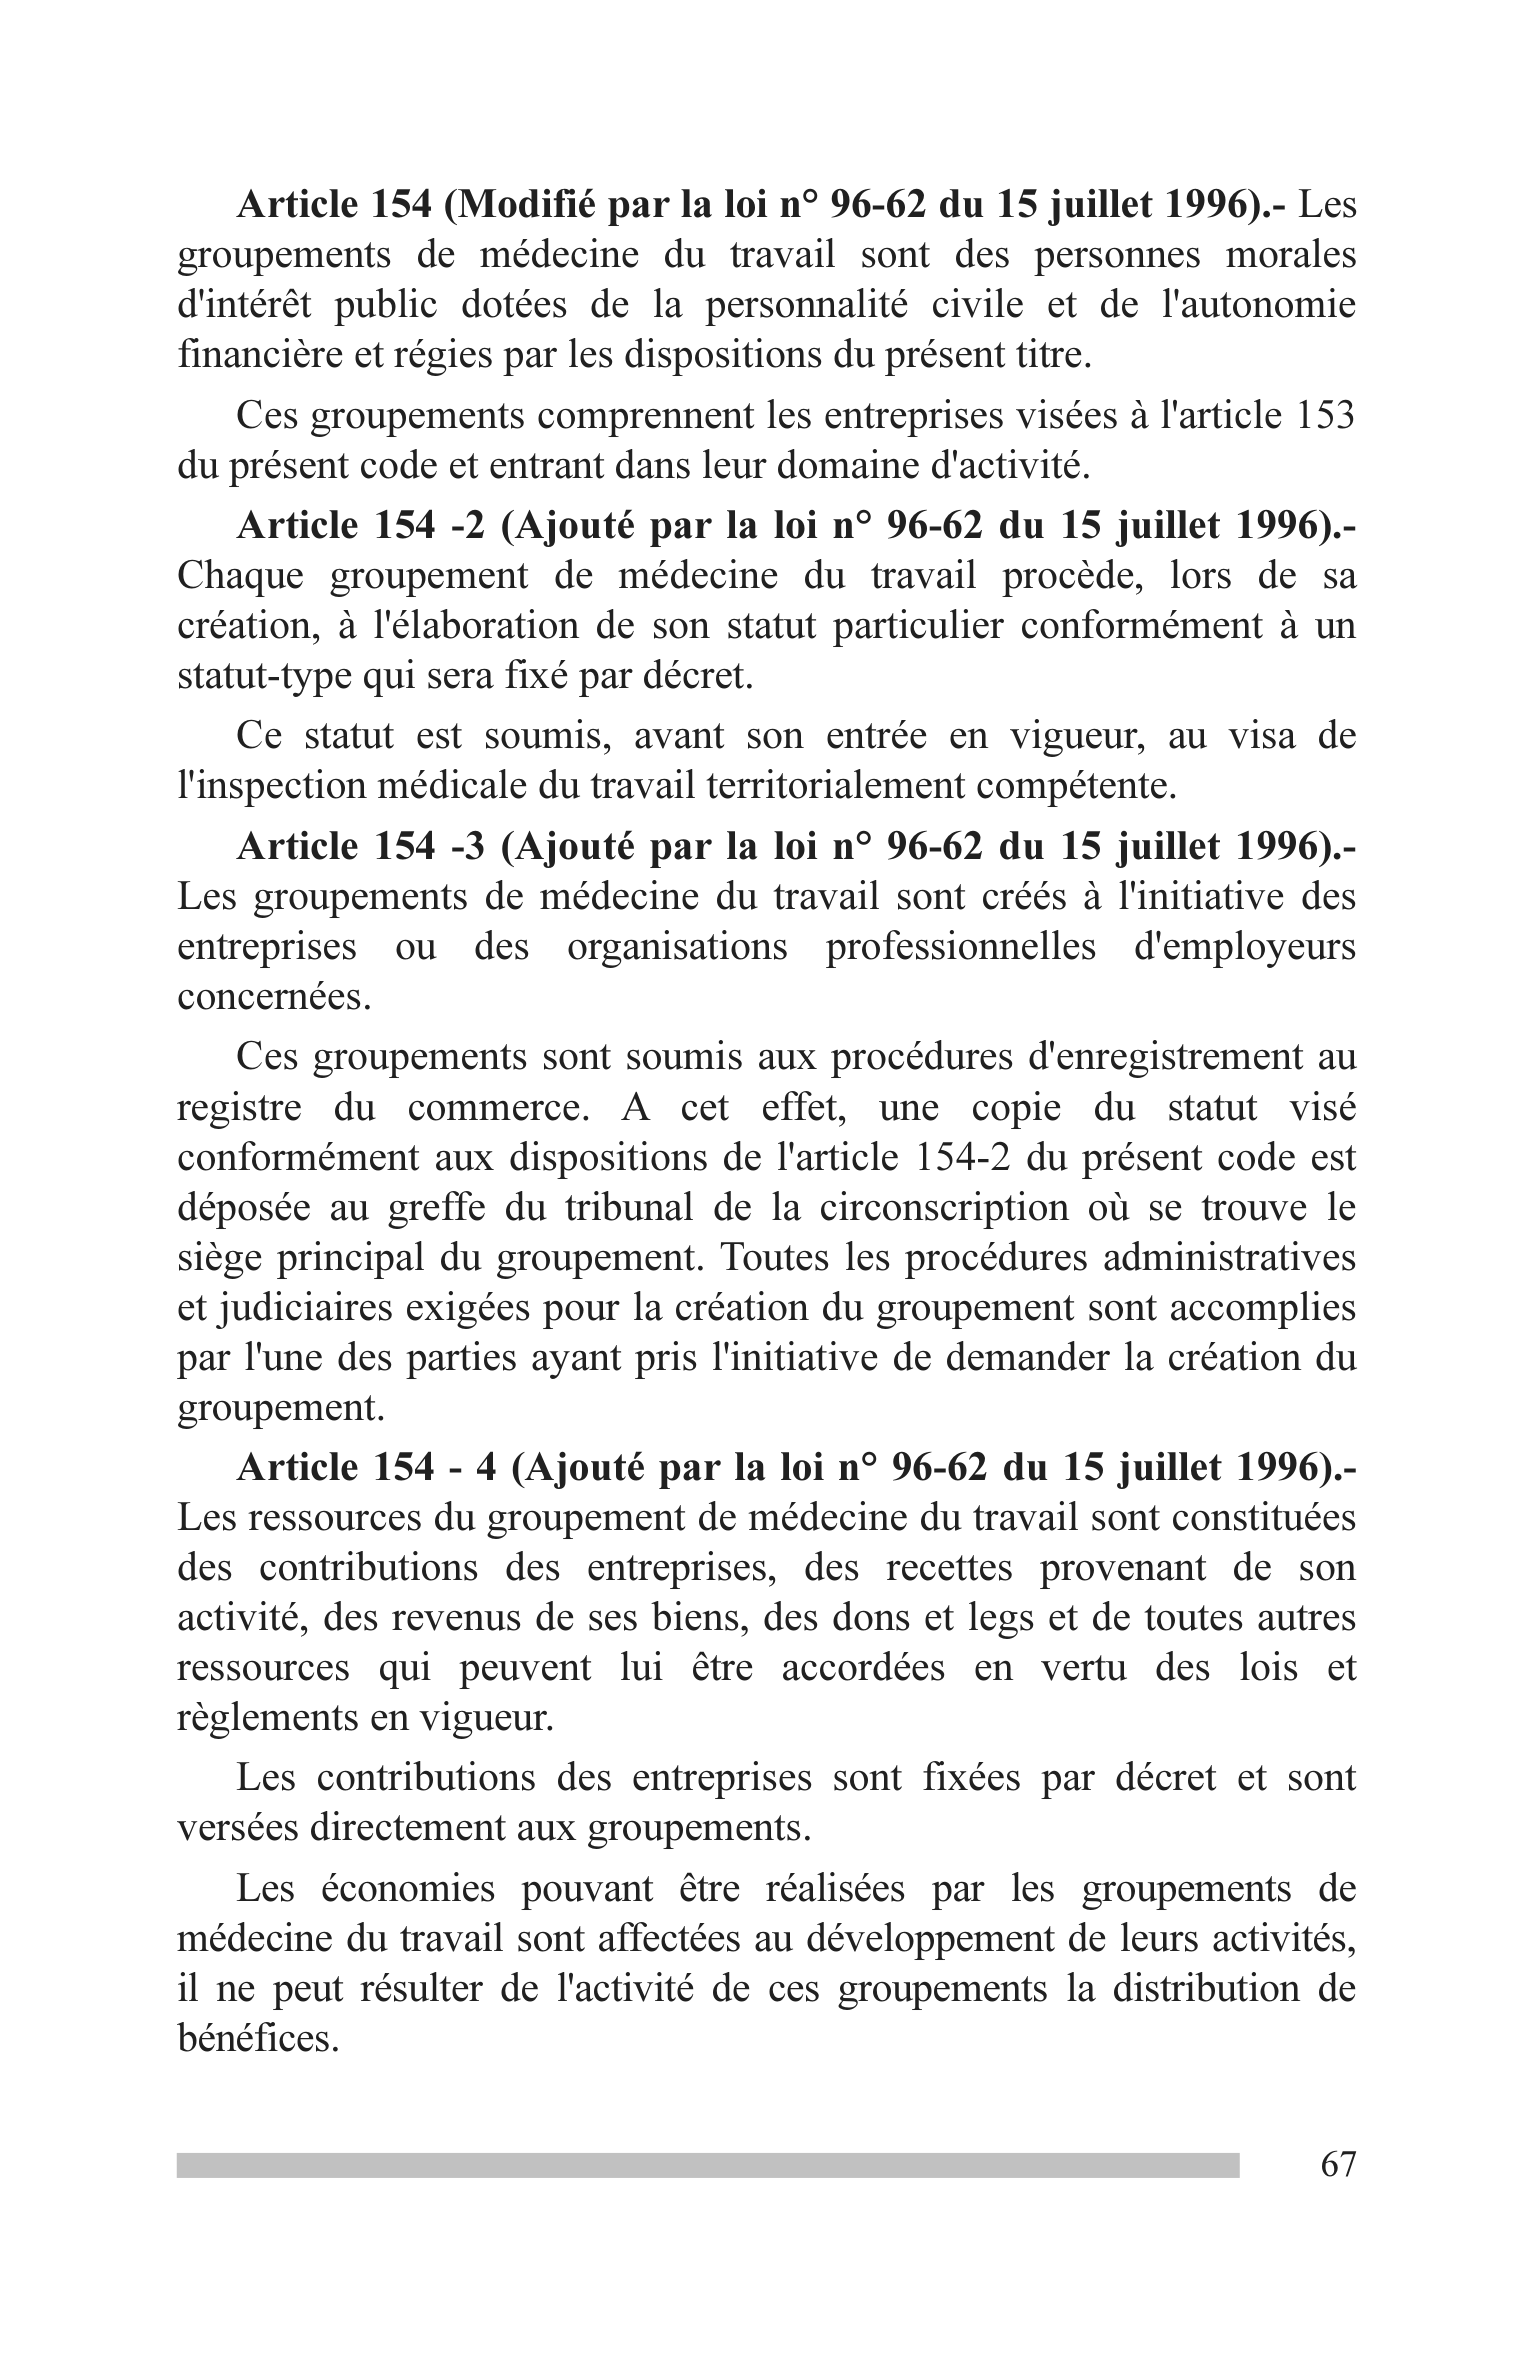 Article 154 (Modifié par la loi n° 96-62 du 15 juillet 1996).- Les
groupements de médecine du travail sont des personnes morales
d'intérêt public dotées de la personnalité civile et de l'autonomie
financière et régies par les dispositions du présent titre.
Ces groupements comprennent les entreprises visées à l'article 153
du présent code et entrant dans leur domaine d'activité.
Article 154 -2 (Ajouté par la loi n° 96-62 du 15 juillet 1996).-
Chaque groupement de médecine du travail procède, lors de sa
création, à l'élaboration de son statut particulier conformément à un
statut-type qui sera fixé par décret.
Ce statut est soumis, avant son entrée en vigueur, au visa de
l'inspection médicale du travail territorialement compétente.
Article 154 -3 (Ajouté par la loi n° 96-62 du 15 juillet 1996).-
Les groupements de médecine du travail sont créés à l'initiative des
entreprises ou des organisations professionnelles d'employeurs
concernées.
Ces groupements sont soumis aux procédures d'enregistrement au
registre du commerce. A cet effet, une copie du statut visé
conformément aux dispositions de l'article 154-2 du présent code est
déposée au greffe du tribunal de la circonscription où se trouve le
siège principal du groupement. Toutes les procédures administratives
et judiciaires exigées pour la création du groupement sont accomplies
par l'une des parties ayant pris l'initiative de demander la création du
groupement.
Article 154 - 4 (Ajouté par la loi n° 96-62 du 15 juillet 1996).-
Les ressources du groupement de médecine du travail sont constituées
des contributions des entreprises, des recettes provenant de son
activité, des revenus de ses biens, des dons et legs et de toutes autres
ressources qui peuvent lui être accordées en vertu des lois et
règlements en vigueur.
Les contributions des entreprises sont fixées par décret et sont
versées directement aux groupements.
Les économies pouvant être réalisées par les groupements de
médecine du travail sont affectées au développement de leurs activités,
il ne peut résulter de l'activité de ces groupements la distribution de
bénéfices.
67